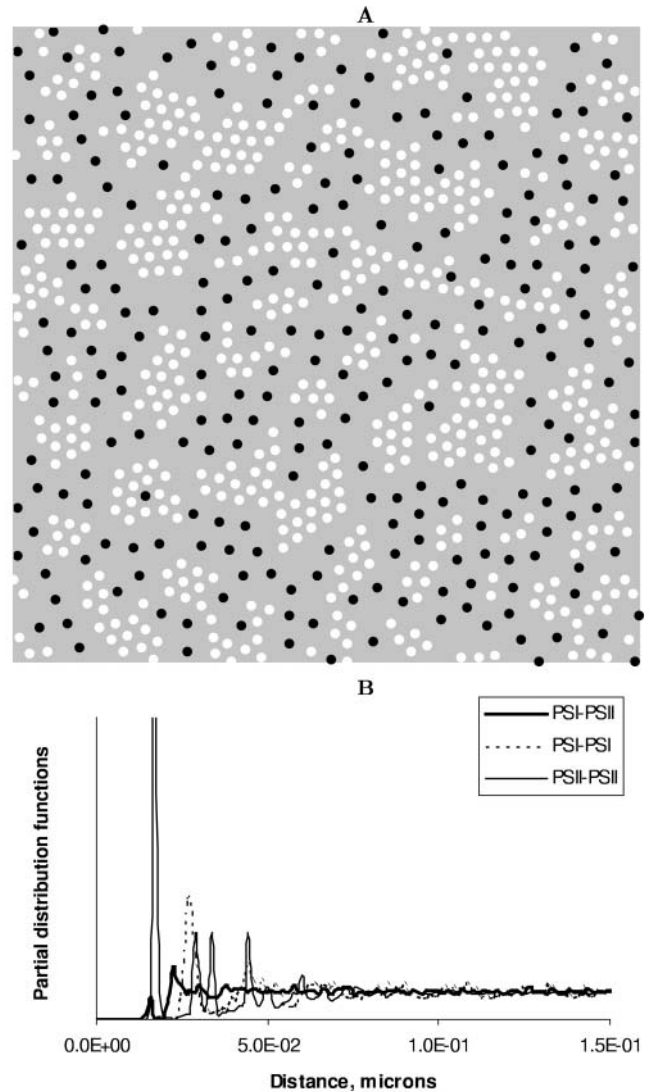 A
B
PSI-PSII
PSI-PSI
PSII-PSII
Partial distribution functions
0.0E+00 5.0E-02 1.0E-01 1.5E-01
Distance, microns